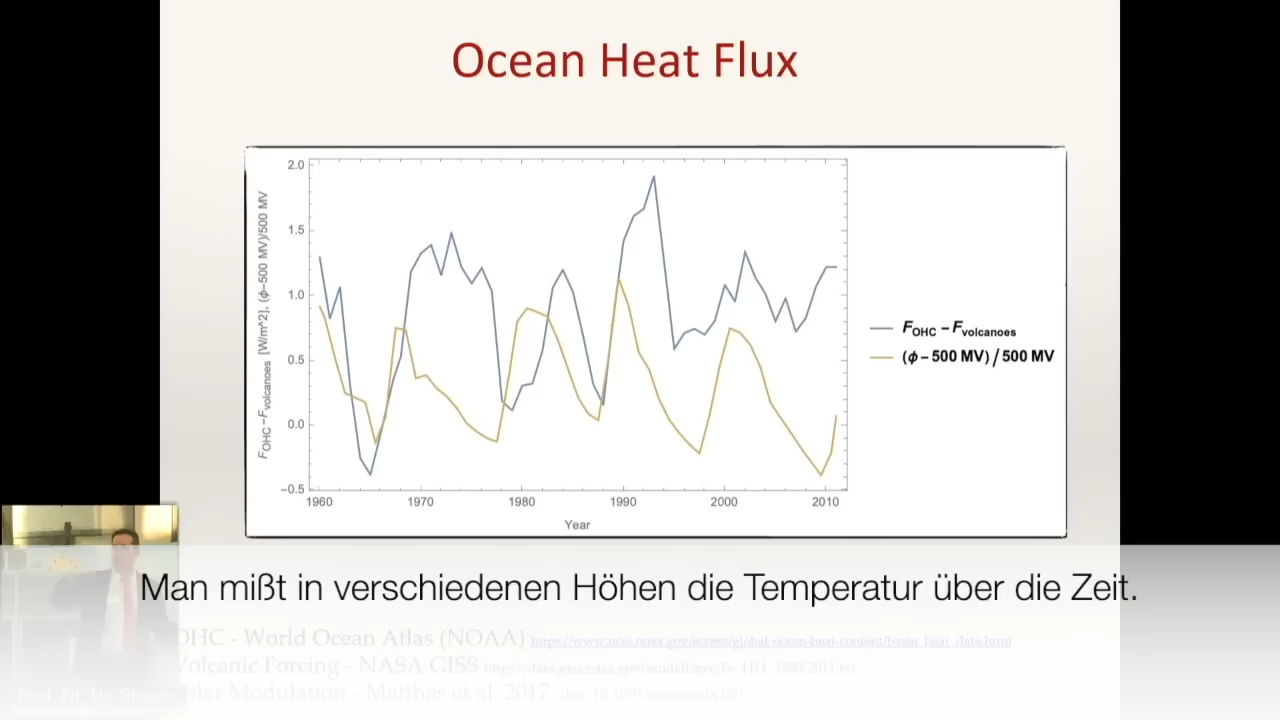 Ocean Heat Flux
2.0
1.5
1.0
0.5
0.0
−0.5
F_OHC − F_volcanoes [W/m^2], (ϕ−500 MV)/500 MV
1960 1970 1980 1990 2000 2010
Year
F_OHC − F_volcanoes
(ϕ − 500 MV) / 500 MV
Man mißt in verschiedenen Höhen die Temperatur über die Zeit.
OHC - World Ocean Atlas (NOAA)
Volcanic Forcing - NASA GISS
Solar Modulation - Matthes et al. 2017
Prof. Dr. Nir